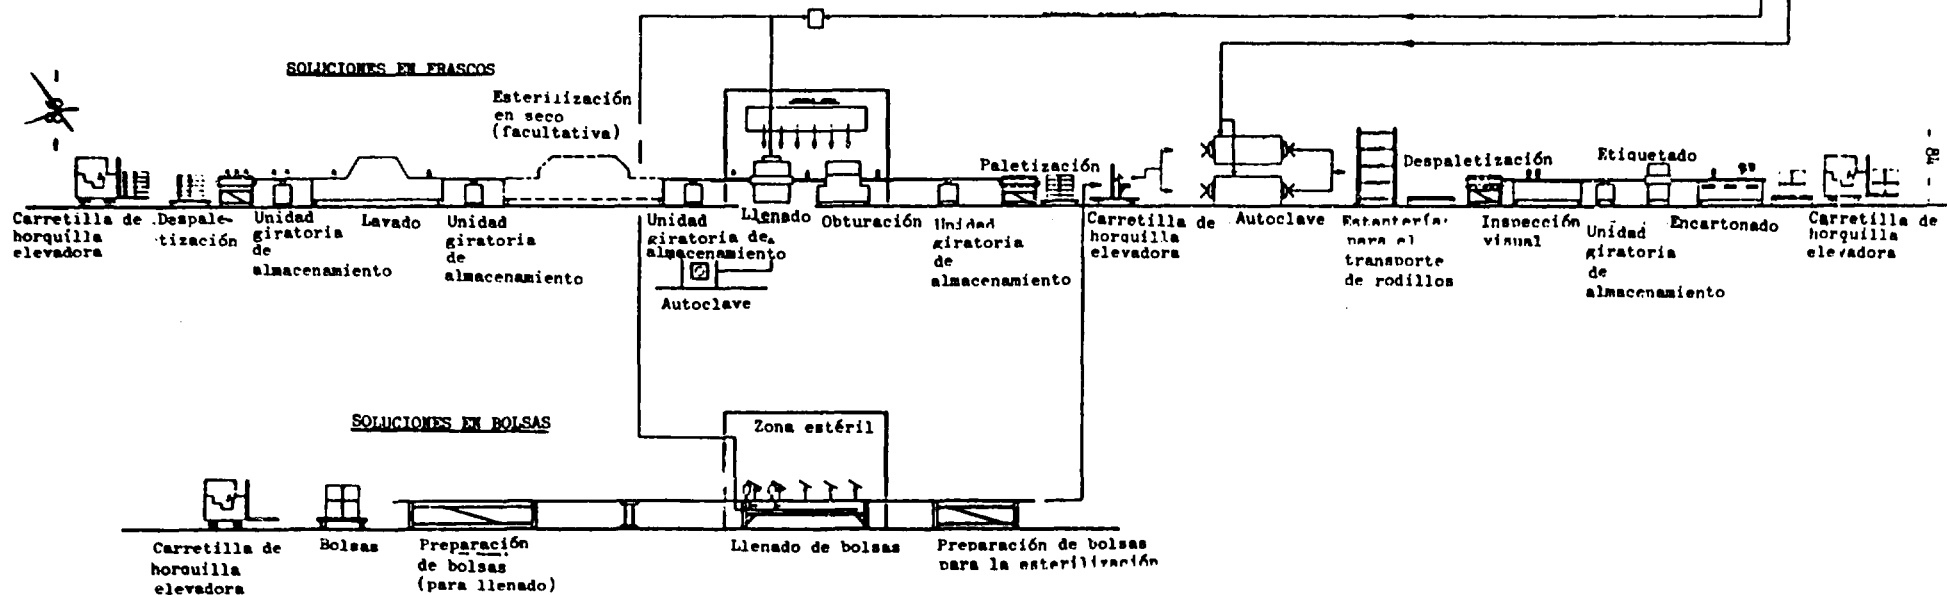 SOLUCIONES EN FRASCOS
Esterilización
en seco
(facultativa)
Paletización
Despaletización
Etiquetado
- 84 -
Carretilla de
horquilla
elevadora
Despale-
tización
Unidad
giratoria
de
almacenamiento
Lavado
Unidad
giratoria
de
almacenamiento
Unidad
giratoria de
almacenamiento
Autoclave
Llenado
Obturación
Unidad
giratoria
de
almacenamiento
Carretilla de
horquilla
elevadora
Autoclave
Estantería
para el
transporte
de rodillos
Inspección
visual
Unidad
giratoria
de
almacenamiento
Encartonado
Carretilla de
horquilla
elevadora
SOLUCIONES EN BOLSAS
Zona estéril
Carretilla de
horquilla
elevadora
Bolsas
Preparación
de bolsas
(para llenado)
Llenado de bolsas
Preparación de bolsas
para la esterilización